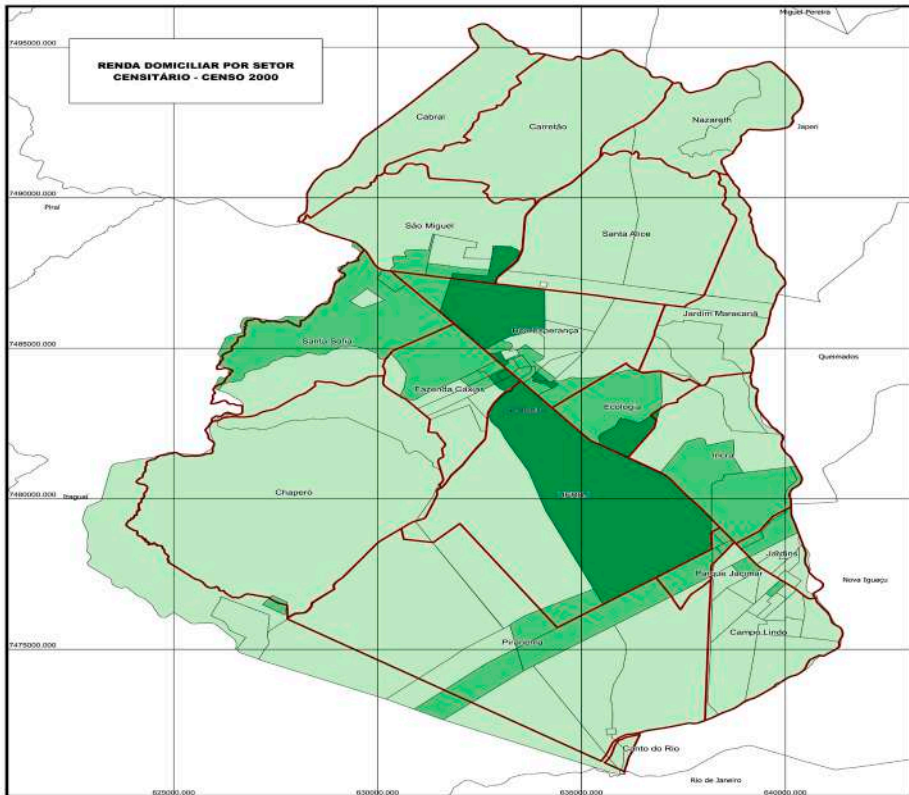 Miguel Pereira
7495000.000
RENDA DOMICILIAR POR SETOR
CENSITÁRIO - CENSO 2000
Cabral
Carretão
Nazareth
Japeri
7490000.000
Piraí
São Miguel
Santa Alice
Jardim Maracanã
Boa Esperança
7485000.000
Santa Sofia
Queimados
Fazenda Caxias
Ecologia
Incra
Chaperó
7480000.000
Itaguaí
Jardins
Parque Jacimar
Nova Iguaçu
Campo Lindo
Piranema
7475000.000
Canto do Rio
Rio de Janeiro
625000.000
630000.000
635000.000
640000.000